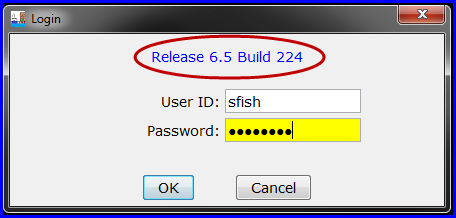 Login
Release 6.5 Build 224
User ID: sfish
Password: ●●●●●●●●
OK Cancel